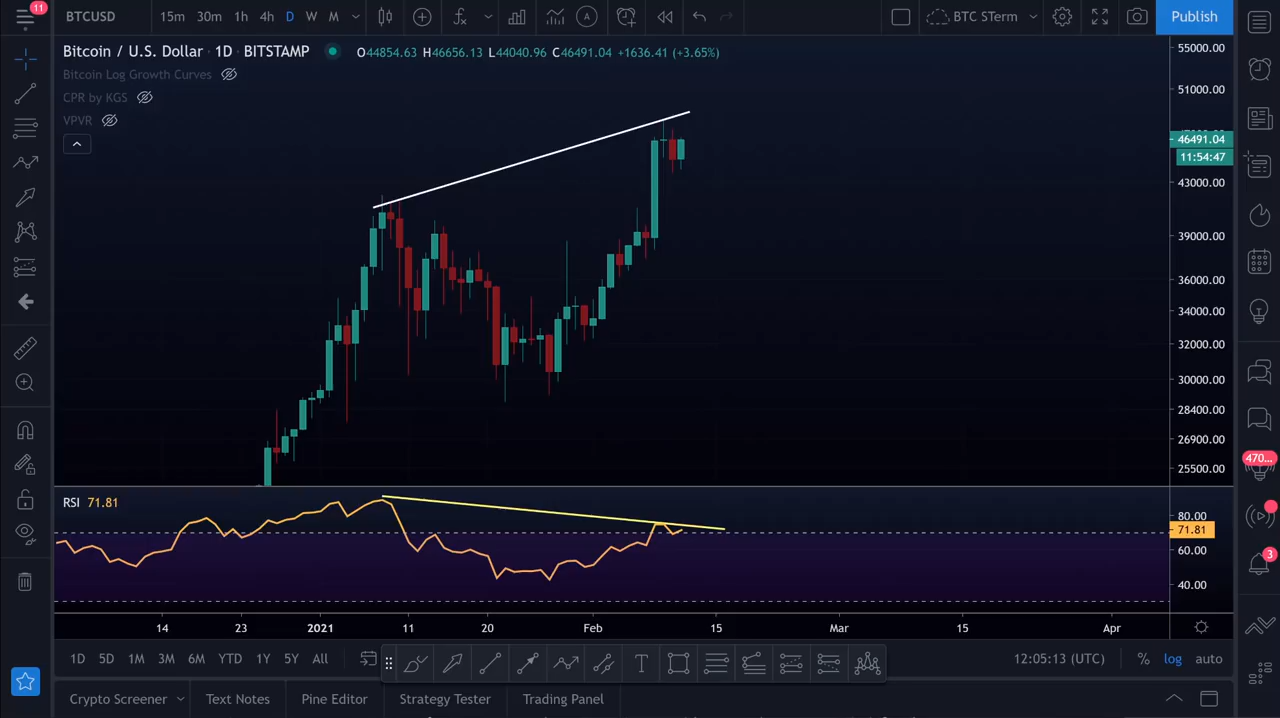 11
BTCUSD 15m 30m 1h 4h D W M BTC STerm Publish
Bitcoin / U.S. Dollar · 1D · BITSTAMP O44854.63 H46656.13 L44040.96 C46491.04 +1636.41 (+3.65%)
Bitcoin Log Growth Curves
CPR by KGS
VPVR
55000.00
51000.00
46491.04
11:54:47
43000.00
39000.00
36000.00
34000.00
32000.00
30000.00
28400.00
26900.00
25500.00
470...
RSI 71.81
80.00
71.81
60.00
40.00
3
14 23 2021 11 20 Feb 15 Mar 15 Apr
1D 5D 1M 3M 6M YTD 1Y 5Y All 12:05:13 (UTC) % log auto
Crypto Screener Text Notes Pine Editor Strategy Tester Trading Panel